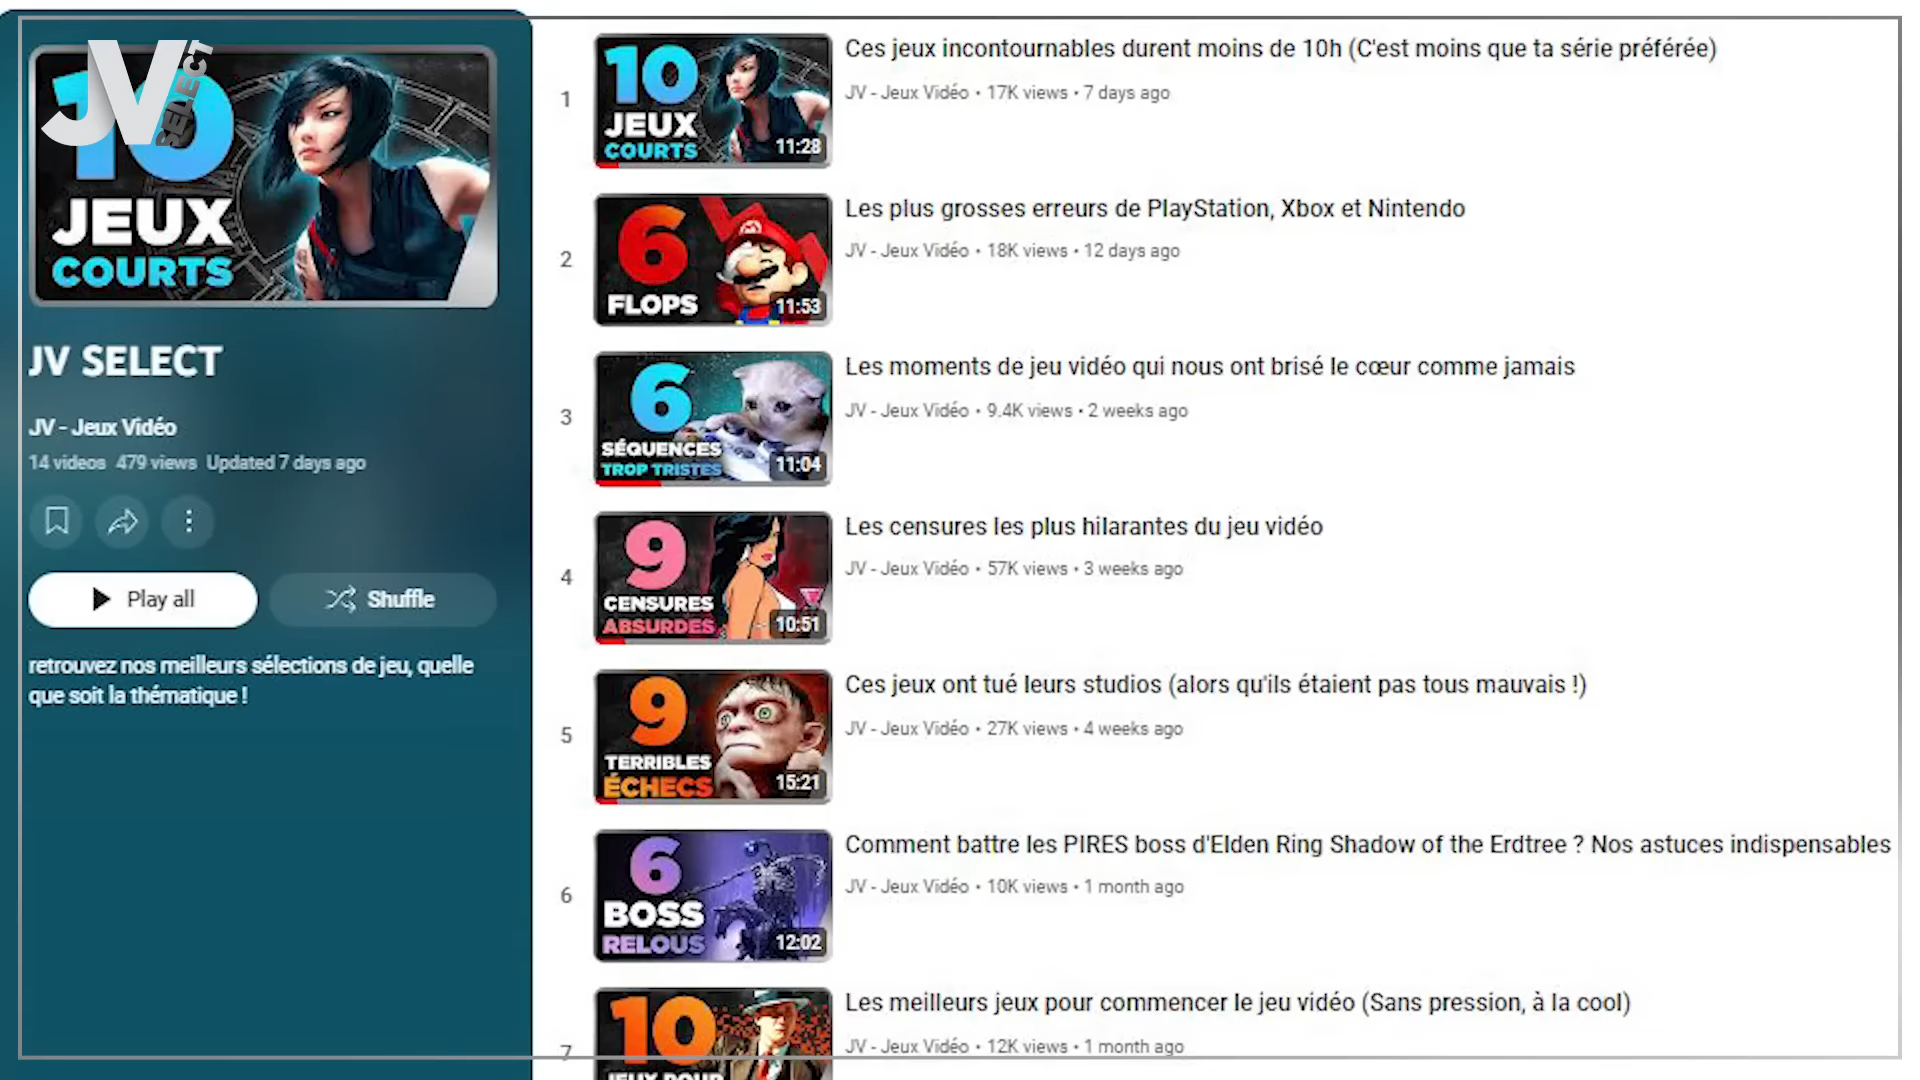 JV SELECT
10
JEUX
COURTS
JV SELECT
JV - Jeux Vidéo
14 videos 479 views Updated 7 days ago
Play all
Shuffle
retrouvez nos meilleurs sélections de jeu, quelle
que soit la thématique !
1
10
JEUX
COURTS
11:28
Ces jeux incontournables durent moins de 10h (C'est moins que ta série préférée)
JV - Jeux Vidéo • 17K views • 7 days ago
2
6
FLOPS
11:53
Les plus grosses erreurs de PlayStation, Xbox et Nintendo
JV - Jeux Vidéo • 18K views • 12 days ago
3
6
SÉQUENCES
TROP TRISTES
11:04
Les moments de jeu vidéo qui nous ont brisé le cœur comme jamais
JV - Jeux Vidéo • 9.4K views • 2 weeks ago
4
9
CENSURES
ABSURDES
10:51
Les censures les plus hilarantes du jeu vidéo
JV - Jeux Vidéo • 57K views • 3 weeks ago
5
9
TERRIBLES
ÉCHECS
15:21
Ces jeux ont tué leurs studios (alors qu'ils étaient pas tous mauvais !)
JV - Jeux Vidéo • 27K views • 4 weeks ago
6
6
BOSS
RELOUS
12:02
Comment battre les PIRES boss d'Elden Ring Shadow of the Erdtree ? Nos astuces indispensables
JV - Jeux Vidéo • 10K views • 1 month ago
7
10
JEUX POUR
Les meilleurs jeux pour commencer le jeu vidéo (Sans pression, à la cool)
JV - Jeux Vidéo • 12K views • 1 month ago